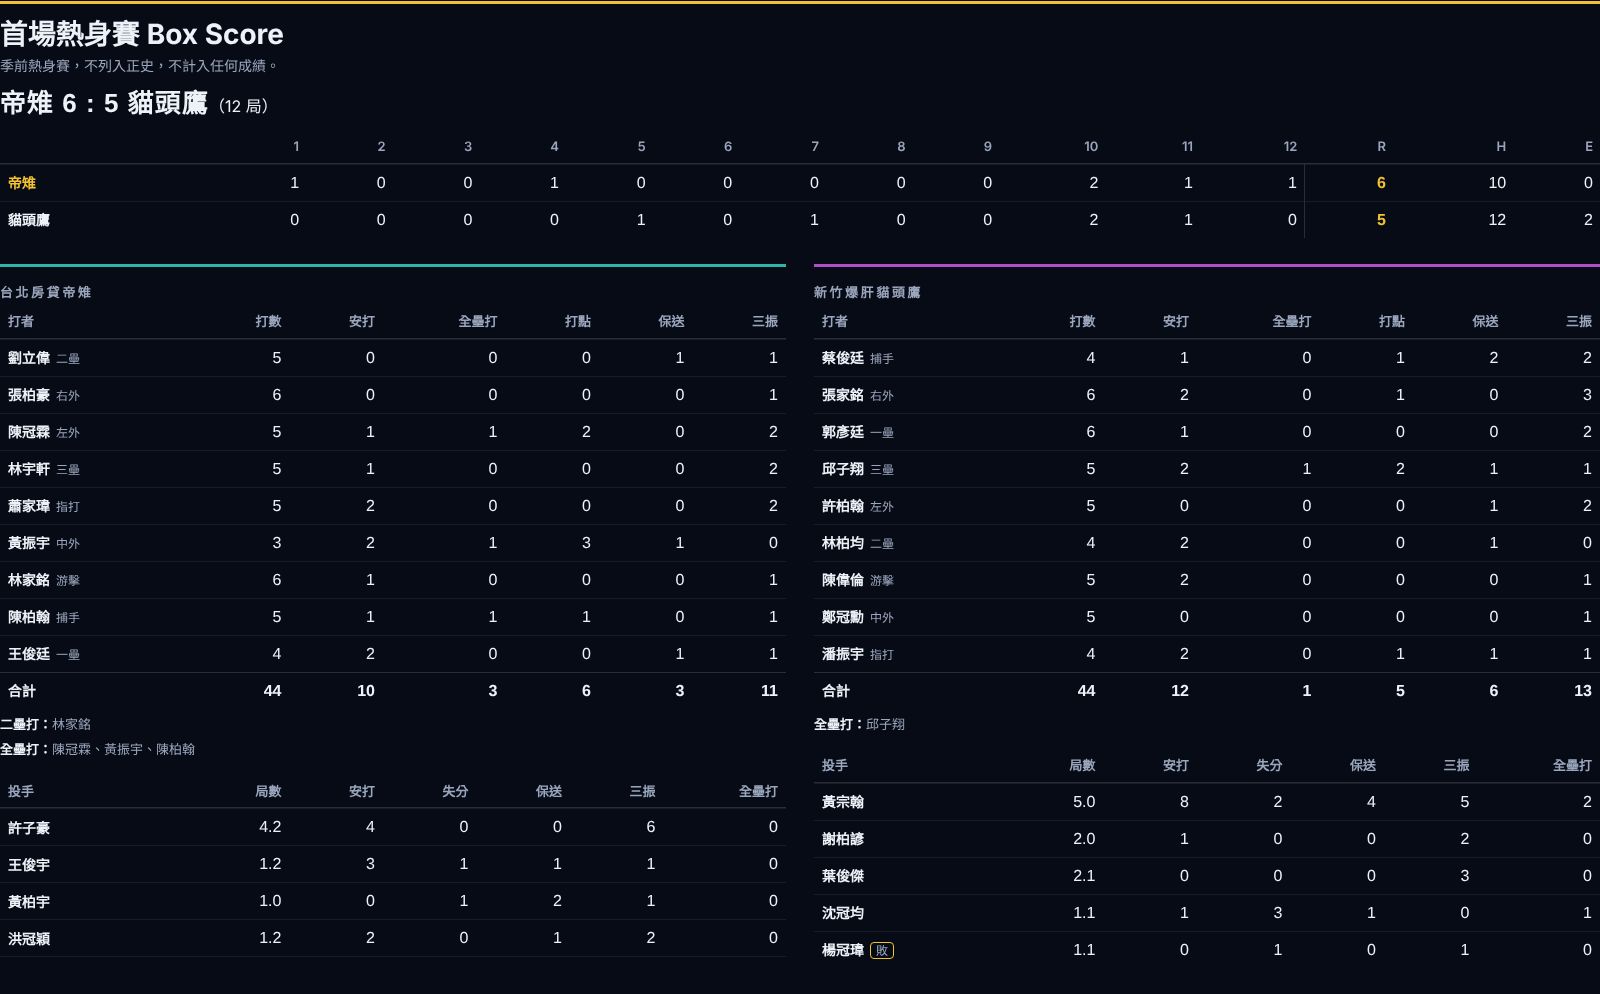 首場熱身賽 Box Score
季前熱身賽，不列入正史，不計入任何成績。
帝雉 6 : 5 貓頭鷹（12 局）
1 2 3 4 5 6 7 8 9 10 11 12 R H E
帝雉 1 0 0 1 0 0 0 0 0 2 1 1 6 10 0
貓頭鷹 0 0 0 0 1 0 1 0 0 2 1 0 5 12 2
台北房貸帝雉
打者 打數 安打 全壘打 打點 保送 三振
劉立偉 二壘 5 0 0 0 1 1
張柏豪 右外 6 0 0 0 0 1
陳冠霖 左外 5 1 1 2 0 2
林宇軒 三壘 5 1 0 0 0 2
蕭家瑋 指打 5 2 0 0 0 2
黃振宇 中外 3 2 1 3 1 0
林家銘 游擊 6 1 0 0 0 1
陳柏翰 捕手 5 1 1 1 0 1
王俊廷 一壘 4 2 0 0 1 1
合計 44 10 3 6 3 11
二壘打：林家銘
全壘打：陳冠霖、黃振宇、陳柏翰
投手 局數 安打 失分 保送 三振 全壘打
許子豪 4.2 4 0 0 6 0
王俊宇 1.2 3 1 1 1 0
黃柏宇 1.0 0 1 2 1 0
洪冠穎 1.2 2 0 1 2 0
新竹爆肝貓頭鷹
打者 打數 安打 全壘打 打點 保送 三振
蔡俊廷 捕手 4 1 0 1 2 2
張家銘 右外 6 2 0 1 0 3
郭彥廷 一壘 6 1 0 0 0 2
邱子翔 三壘 5 2 1 2 1 1
許柏翰 左外 5 0 0 0 1 2
林柏均 二壘 4 2 0 0 1 0
陳偉倫 游擊 5 2 0 0 0 1
鄭冠勳 中外 5 0 0 0 0 1
潘振宇 指打 4 2 0 1 1 1
合計 44 12 1 5 6 13
全壘打：邱子翔
投手 局數 安打 失分 保送 三振 全壘打
黃宗翰 5.0 8 2 4 5 2
謝柏諺 2.0 1 0 0 2 0
葉俊傑 2.1 0 0 0 3 0
沈冠均 1.1 1 3 1 0 1
楊冠瑋 敗 1.1 0 1 0 1 0